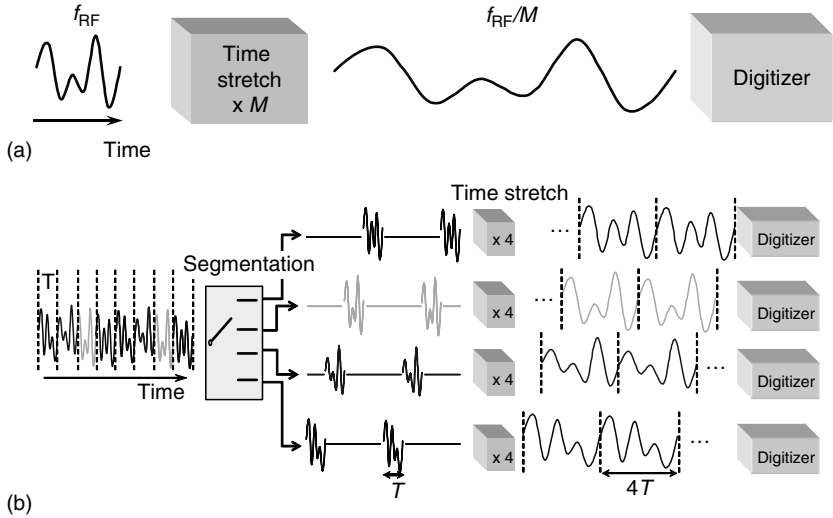 f_RF
f_RF/M
Time
stretch
x M
Digitizer
Time
(a)
Time stretch
x 4
...
Digitizer
Segmentation
T
x 4
...
Digitizer
Time
x 4
...
Digitizer
x 4
...
Digitizer
T
4T
(b)